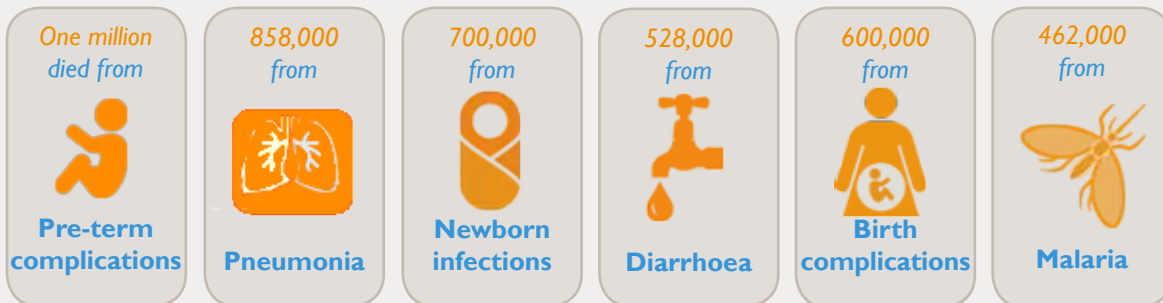 One million
died from
Pre-term
complications
858,000
from
Pneumonia
700,000
from
Newborn
infections
528,000
from
Diarrhoea
600,000
from
Birth
complications
462,000
from
Malaria